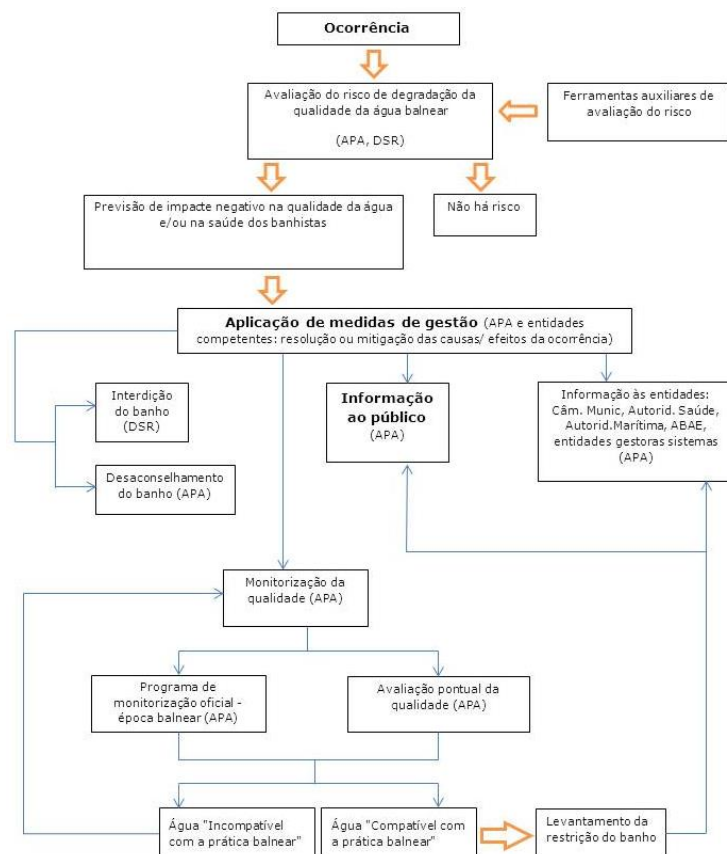 Ocorrência
Avaliação do risco de degradação da
qualidade da água balnear
(APA, DSR)
Ferramentas auxiliares de
avaliação do risco
Previsão de impacte negativo na qualidade da água
e/ou na saúde dos banhistas
Não há risco
Aplicação de medidas de gestão (APA e entidades
competentes: resolução ou mitigação das causas/ efeitos da ocorrência)
Interdição
do banho
(DSR)
Desaconselhamento
do banho (APA)
Informação
ao público
(APA)
Informação às entidades:
Câm. Munic, Autorid. Saúde,
Autorid.Marítima, ABAE,
entidades gestoras sistemas
(APA)
Monitorização da
qualidade (APA)
Programa de
monitorização oficial -
época balnear (APA)
Avaliação pontual da
qualidade (APA)
Água "Incompatível
com a prática balnear"
Água "Compatível com
a prática balnear"
Levantamento da
restrição do banho